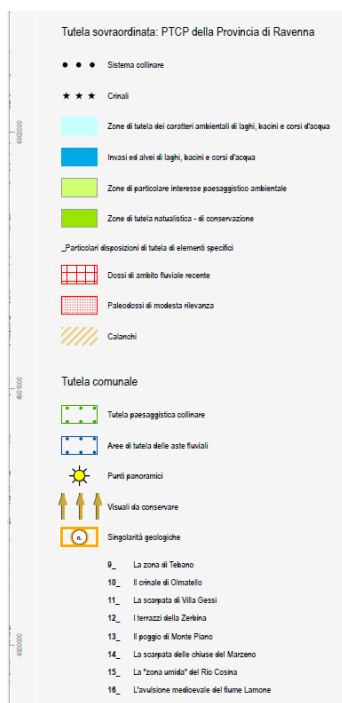 Tutela sovraordinata: PTCP della Provincia di Ravenna
Sistema collinare
Crinali
4902000
Zone di tutela dei caratteri ambientali di laghi, bacini e corsi d'acqua
Invasi ed alvei di laghi, bacini e corsi d'acqua
Zone di particolare interesse paesaggistico ambientale
Zone di tutela natualistica - di conservazione
_Particolari disposizioni di tutela di elementi specifici
Dossi di ambito fluviale recente
Paleodossi di modesta rilevanza
Calanchi
4901000
Tutela comunale
Tutela paesaggistica collinare
Aree di tutela delle aste fluviali
Punti panoramici
Visuali da conservare
n. Singolarità geologiche
9_ La zona di Tebano
10_ Il crinale di Olmatello
11_ La scarpata di Villa Gessi
12_ I terrazzi della Zerbina
4900000
13_ Il poggio di Monte Piano
14_ La scarpata delle chiuse del Marzeno
15_ La "zona umida" del Rio Cosina
16_ L'avulsione medioevale del fiume Lamone